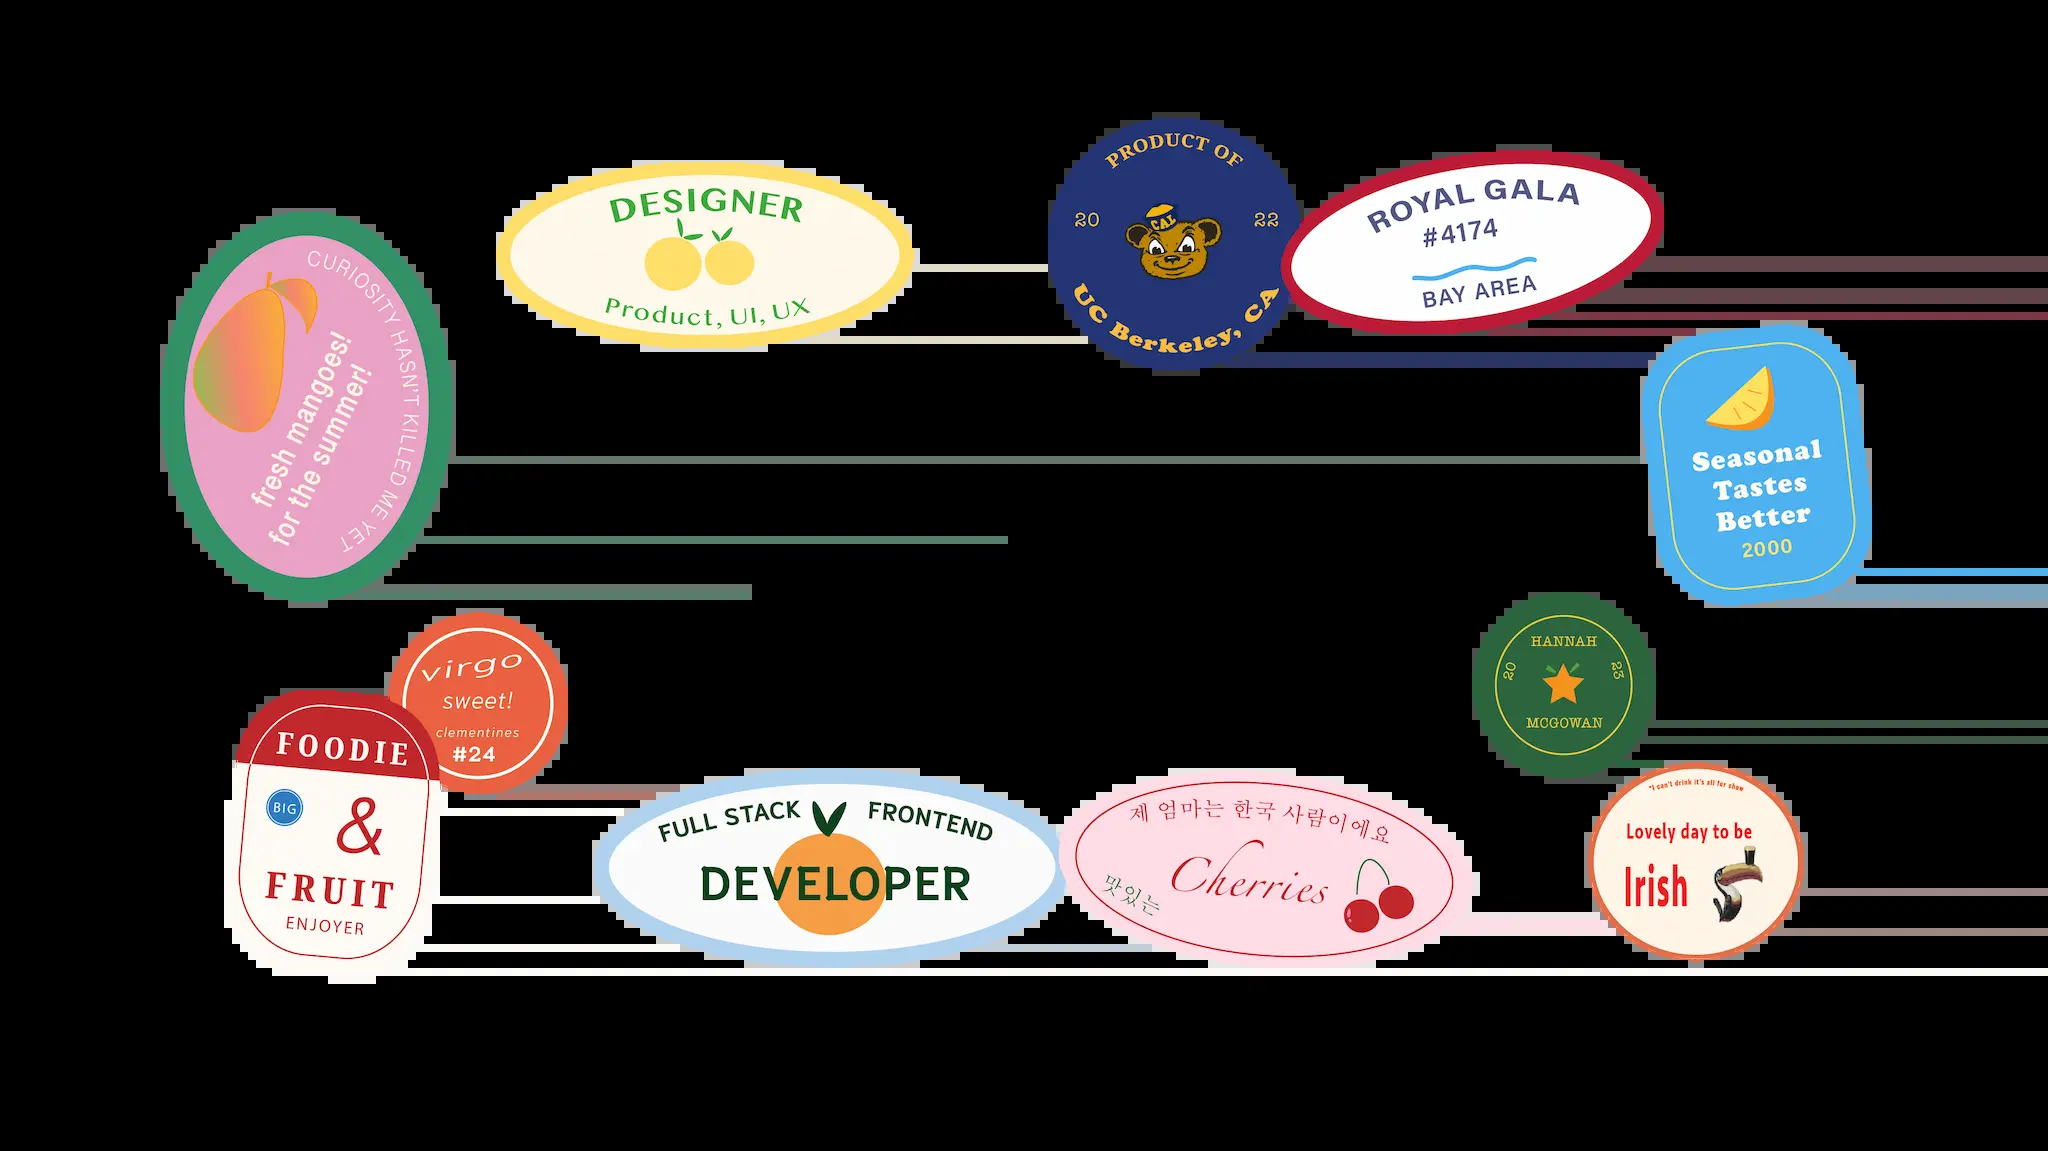 DESIGNER
Product, UI, UX
PRODUCT OF
20
CAL
22
UC Berkeley, CA
ROYAL GALA
#4174
BAY AREA
CURIOSITY HASN'T KILLED ME YET
fresh mangoes!
for the summer!
Seasonal
Tastes
Better
2000
virgo
sweet!
clementines
#24
HANNAH
20
23
MCGOWAN
FOODIE
BIG
&
FRUIT
ENJOYER
FULL STACK FRONTEND
DEVELOPER
제 엄마는 한국 사람이에요
Cherries
맛있는
"I can't drink it's all for show
Lovely day to be
Irish